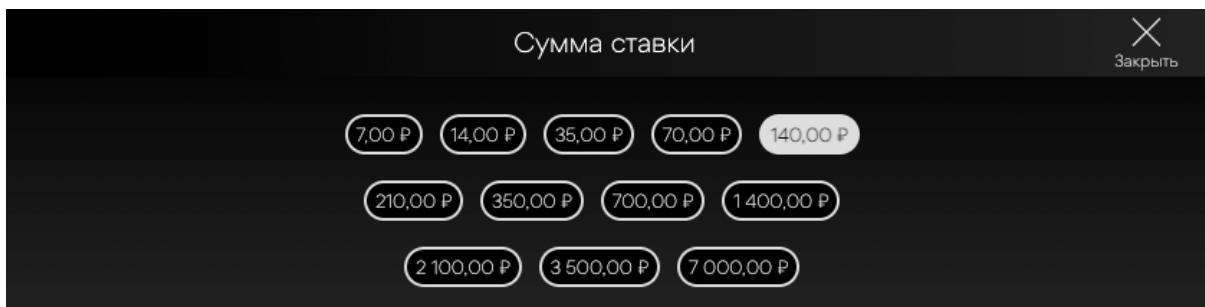 Сумма ставки
Закрыть
7,00 ₽ 14,00 ₽ 35,00 ₽ 70,00 ₽ 140,00 ₽
210,00 ₽ 350,00 ₽ 700,00 ₽ 1 400,00 ₽
2 100,00 ₽ 3 500,00 ₽ 7 000,00 ₽